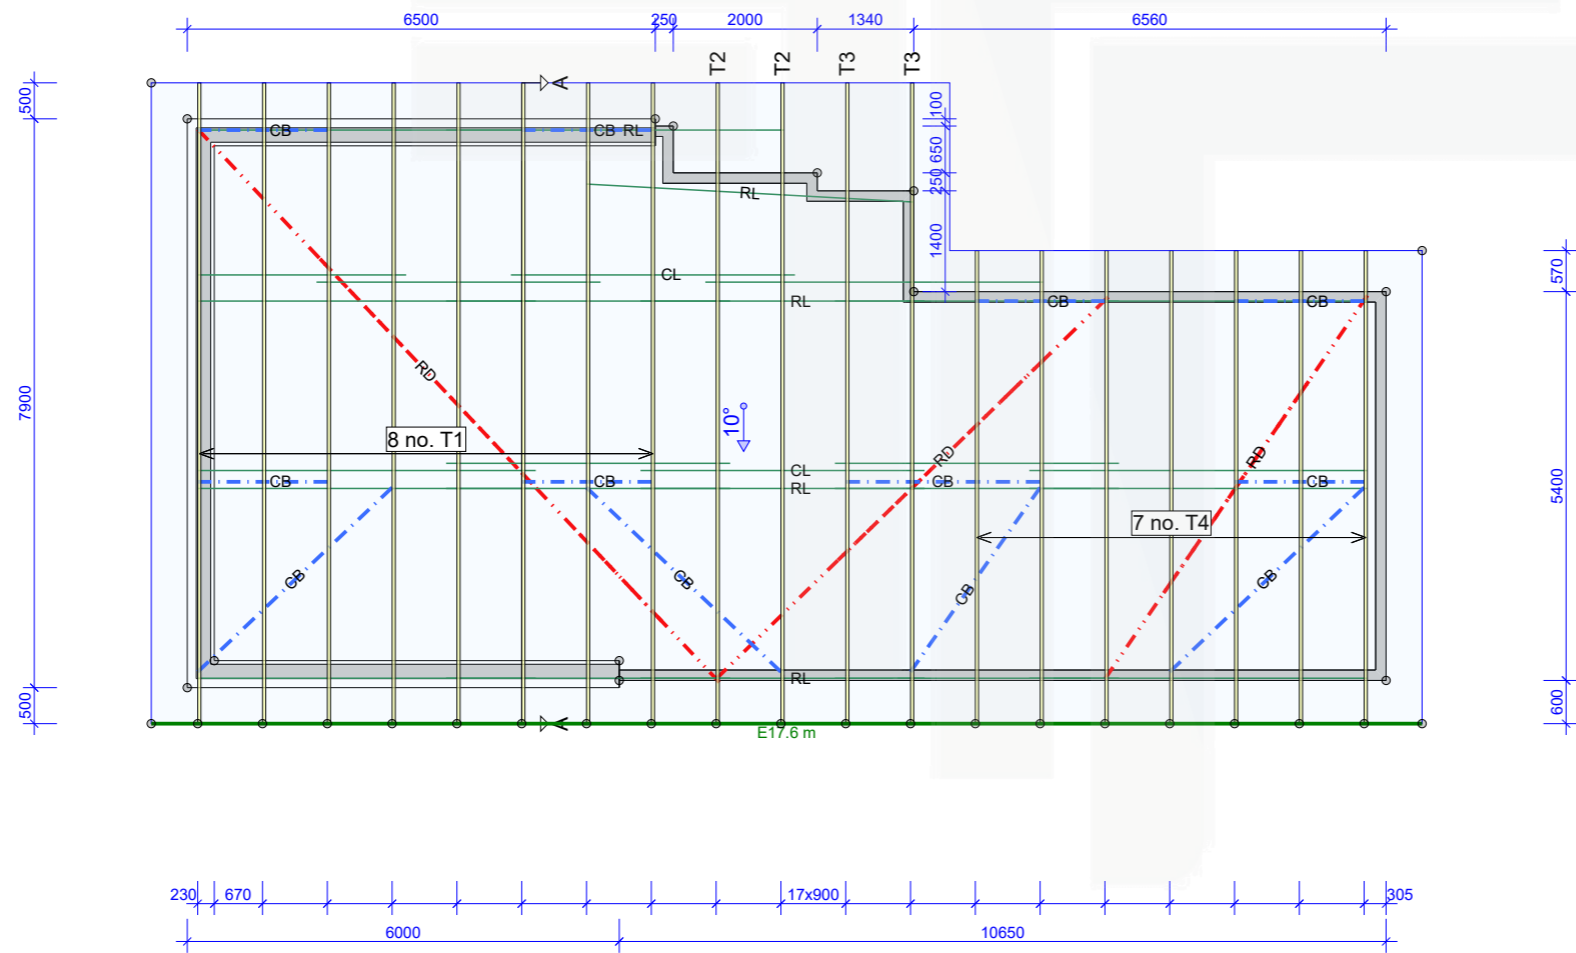 6500 250 2000 1340 6560
T2 T2 T3 T3
A
500
100
CB CB RL
650
RL
250
1400
570
CL
RL CB CB
RD
7900
10°
8 no. T1
RD RD
CL
CB CB RL CB CB
5400
7 no. T4
CB CB CB CB
RL
500
600
A
E17.6 m
230 670 17x900 305
6000 10650